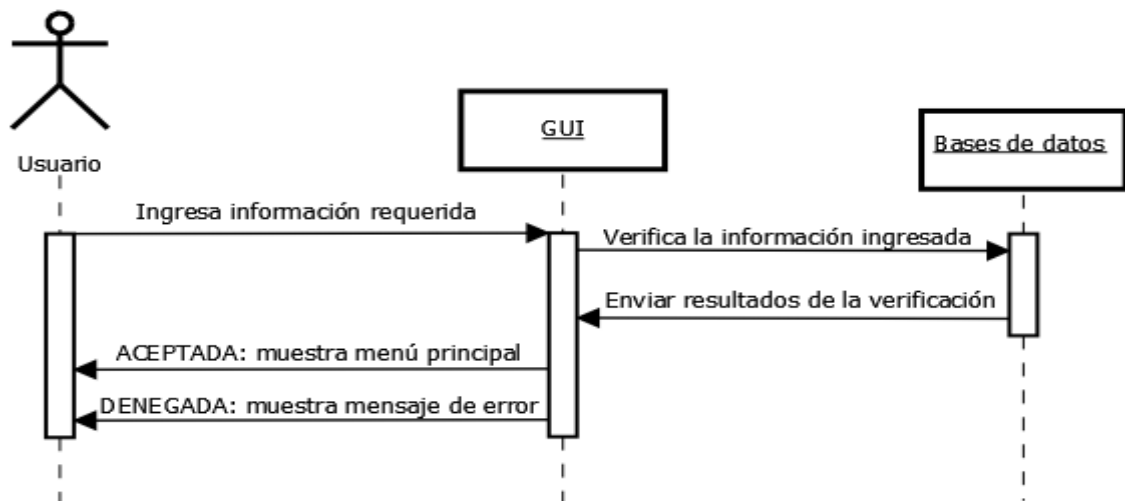 GUI
Bases de datos
Usuario
Ingresa información requerida
Verifica la información ingresada
Enviar resultados de la verificación
ACEPTADA: muestra menú principal
DENEGADA: muestra mensaje de error